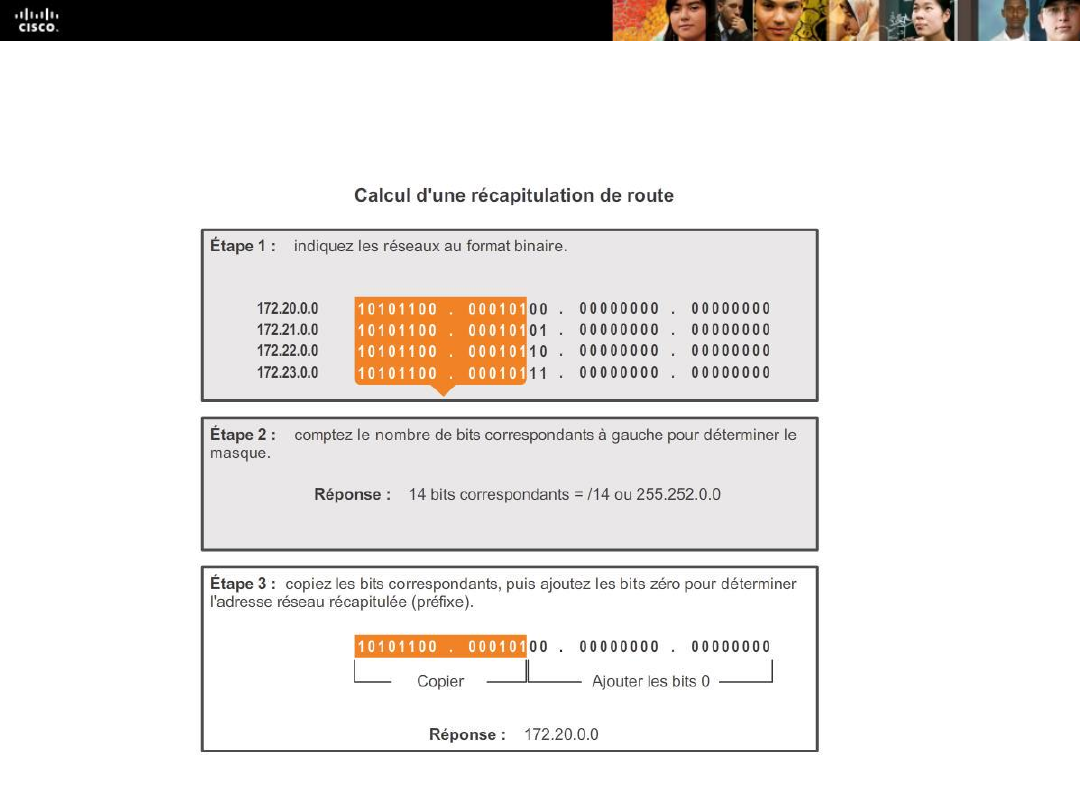 CISCO.
Calcul d'une récapitulation de route
Étape 1 : indiquez les réseaux au format binaire.
172.20.0.0 10101100 . 00010100 . 00000000 . 00000000
172.21.0.0 10101100 . 00010101 . 00000000 . 00000000
172.22.0.0 10101100 . 00010110 . 00000000 . 00000000
172.23.0.0 10101100 . 00010111 . 00000000 . 00000000
Étape 2 : comptez le nombre de bits correspondants à gauche pour déterminer le
masque.
Réponse : 14 bits correspondants = /14 ou 255.252.0.0
Étape 3 : copiez les bits correspondants, puis ajoutez les bits zéro pour déterminer
l'adresse réseau récapitulée (préfixe).
10101100 . 00010100 . 00000000 . 00000000
Copier Ajouter les bits 0
Réponse : 172.20.0.0